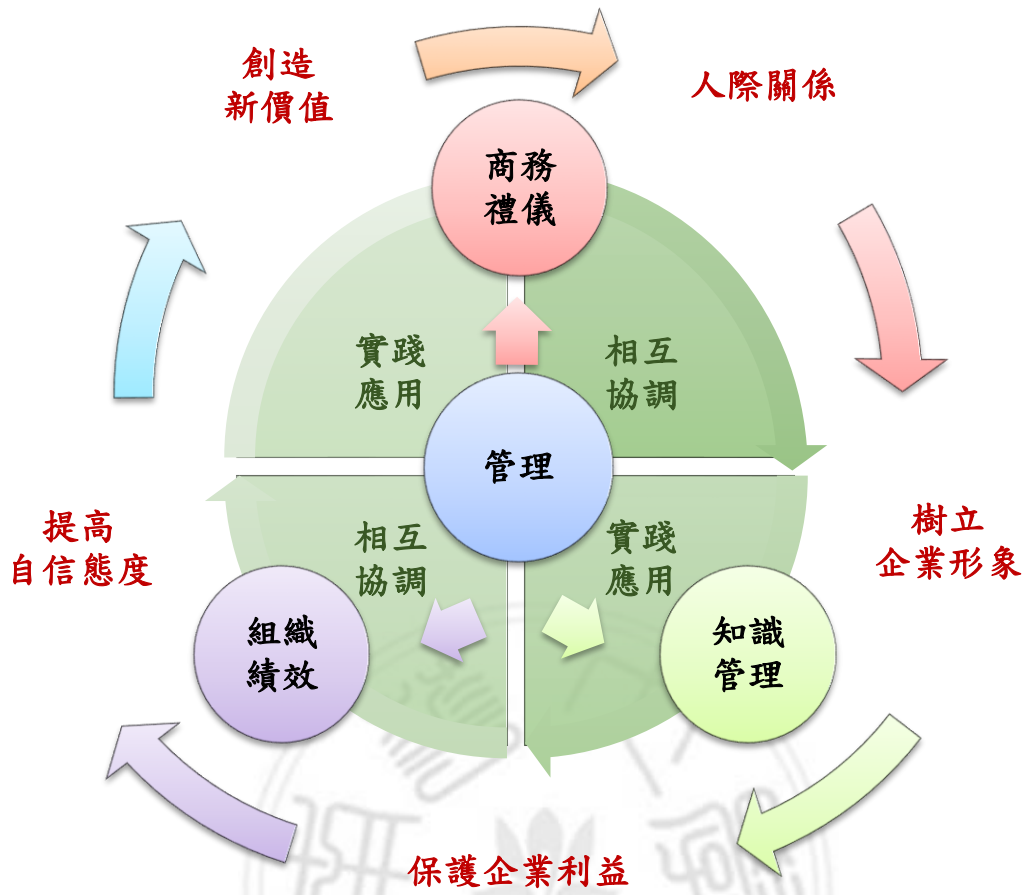 創造
新價值
人際關係
商務
禮儀
實踐
應用
相互
協調
管理
提高
自信態度
相互
協調
實踐
應用
樹立
企業形象
組織
績效
知識
管理
保護企業利益